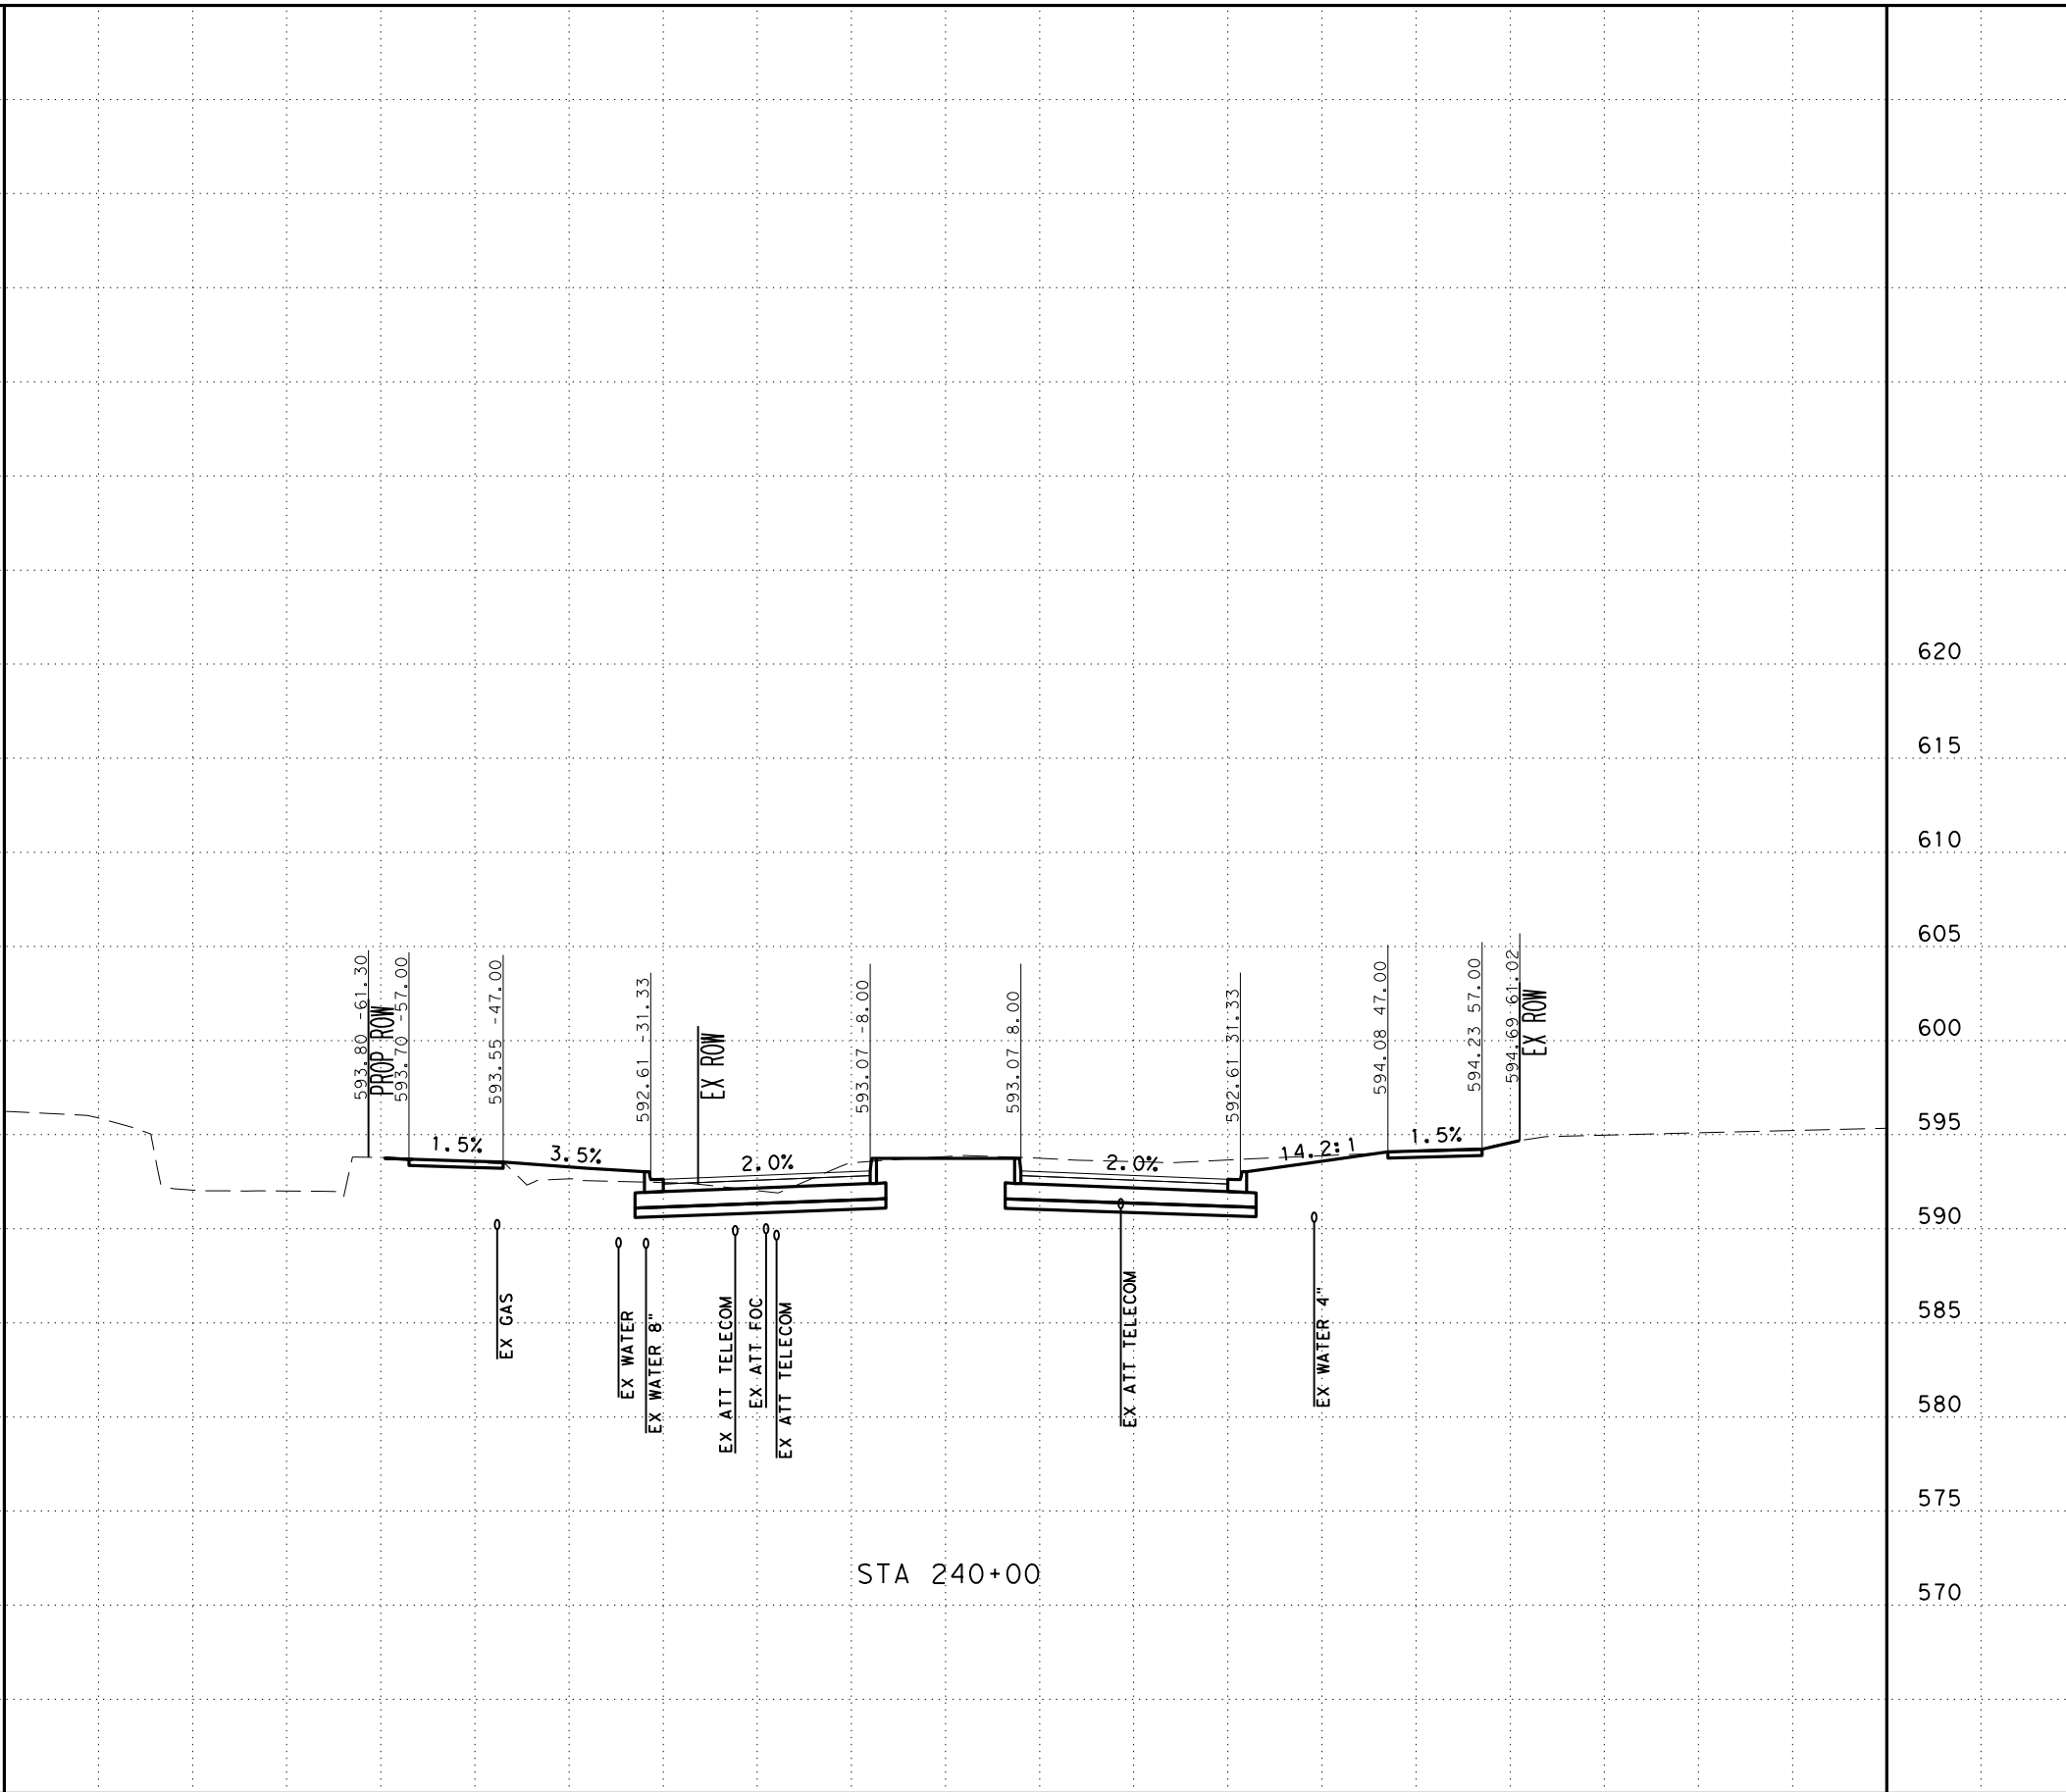 620
615
610
605
600
595
590
585
580
575
570
593.80 -61.30
PROP ROW
593.70 -57.00
593.55 -47.00
592.61 -31.33
EX ROW
593.07 -8.00
593.07 8.00
592.61 31.33
594.08 47.00
594.23 57.00
594.69 61.02
EX ROW
1.5%
3.5%
2.0%
2.0%
14.2:1
1.5%
EX GAS
EX WATER
EX WATER 8"
EX ATT TELECOM
EX ATT FOC
EX ATT TELECOM
EX ATT TELECOM
EX WATER 4"
STA 240+00